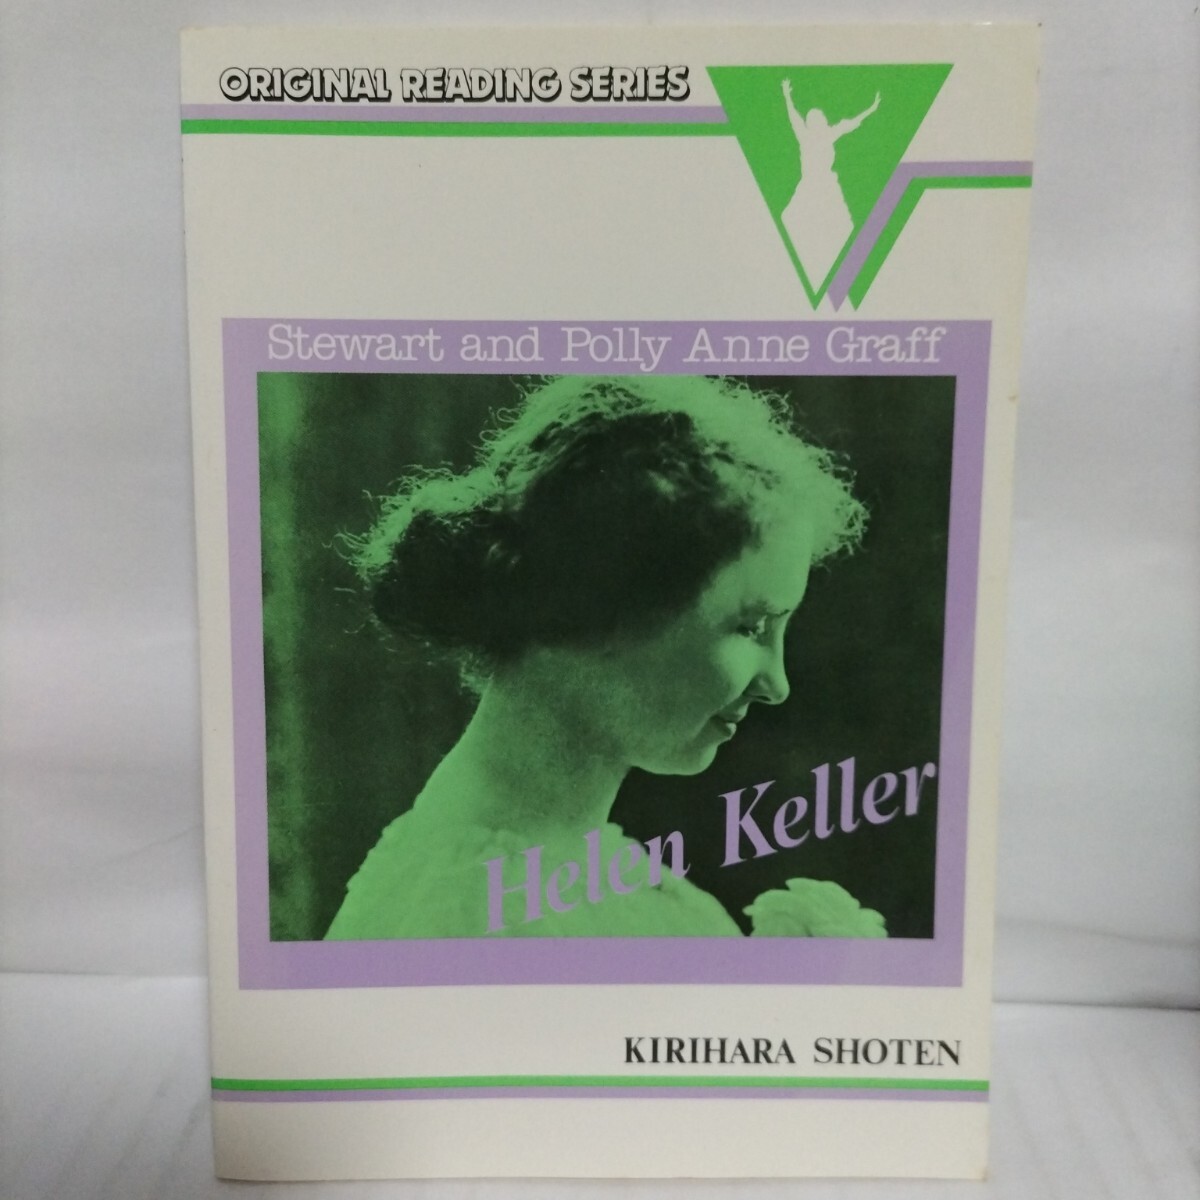 ORIGINAL READING SERIES
Stewart and Polly Anne Graff
Helen Keller
KIRIHARA SHOTEN